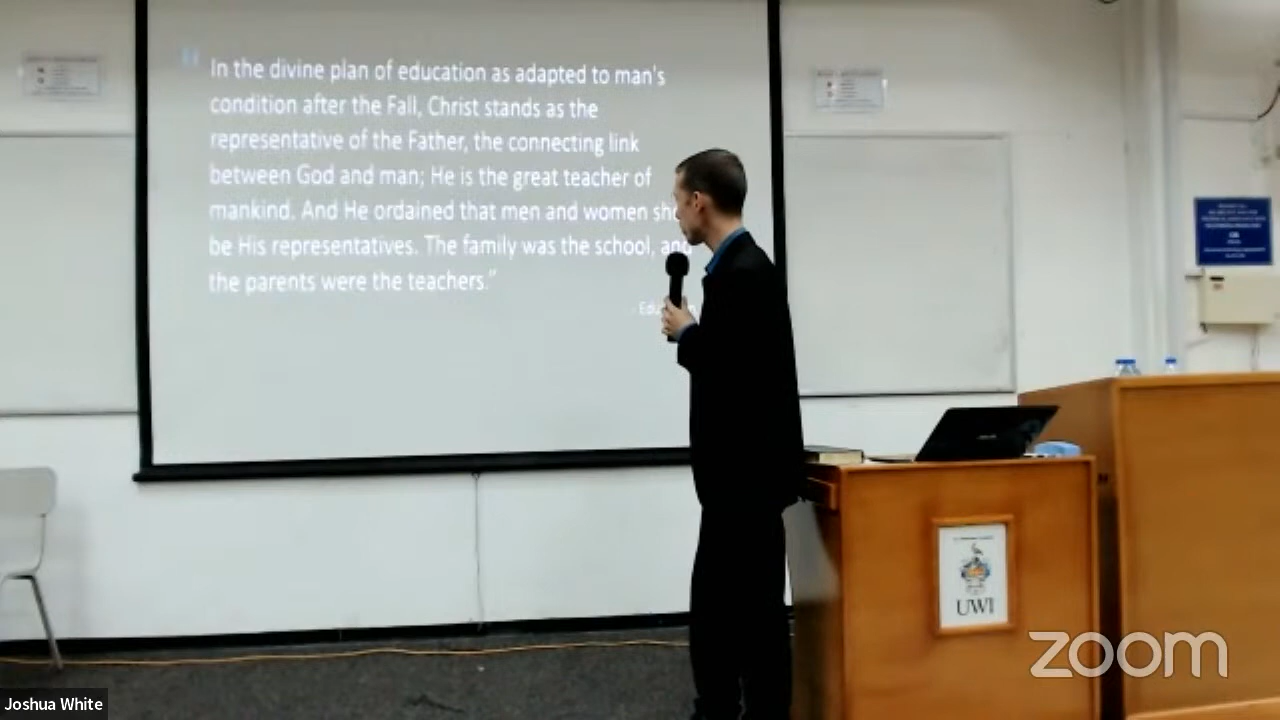 In the divine plan of education as adapted to man's
condition after the Fall, Christ stands as the
representative of the Father, the connecting link
between God and man; He is the great teacher of
mankind. And He ordained that men and women sh
be His representatives. The family was the school, and
the parents were the teachers."
UWI
zoom
Joshua White